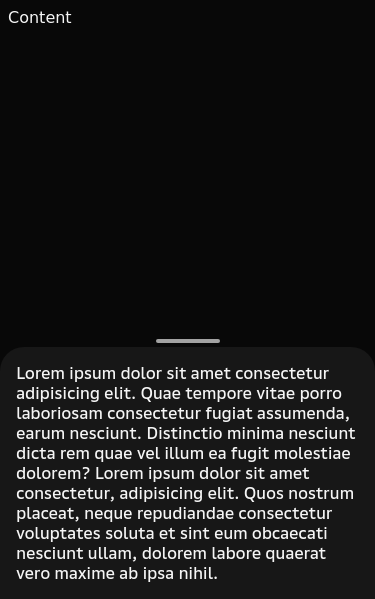 Content
Lorem ipsum dolor sit amet consectetur
adipisicing elit. Quae tempore vitae porro
laboriosam consectetur fugiat assumenda,
earum nesciunt. Distinctio minima nesciunt
dicta rem quae vel illum ea fugit molestiae
dolorem? Lorem ipsum dolor sit amet
consectetur, adipisicing elit. Quos nostrum
placeat, neque repudiandae consectetur
voluptates soluta et sint eum obcaecati
nesciunt ullam, dolorem labore quaerat
vero maxime ab ipsa nihil.